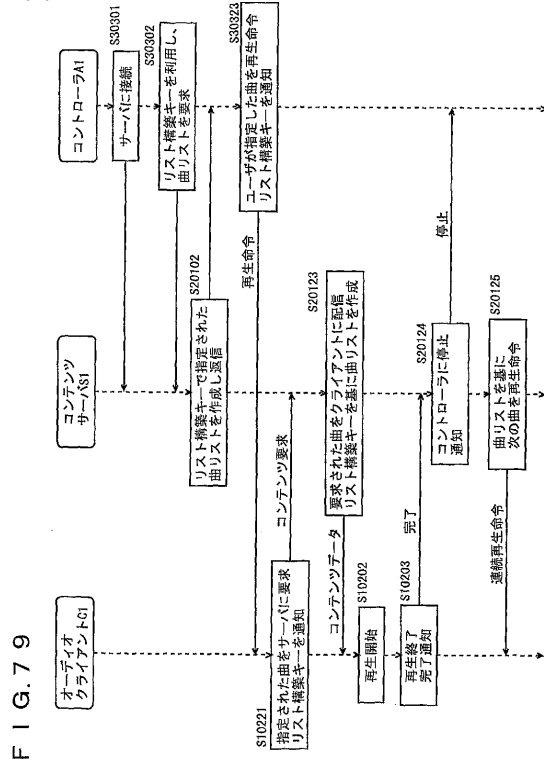 FIG.79
オーディオ
クライアントC1
コンテンツ
サーバS1
コントローラA1
S30301
サーバに接続
S30302
リスト構築キーを利用し、
曲リストを要求
S20102
リスト構築キーで指定された
曲リストを作成し返信
S30323
ユーザが指定した曲を再生命令
リスト構築キーを通知
再生命令
S10221
指定された曲をサーバに要求
リスト構築キーを通知
コンテンツ要求
S20123
要求された曲をクライアントに配信
リスト構築キーを基に曲リストを作成
コンテンツデータ
S10202
再生開始
S10203
再生終了
完了通知
完了
S20124
コントローラに停止
通知
停止
S20125
曲リストを基に
次の曲を再生命令
連続再生命令